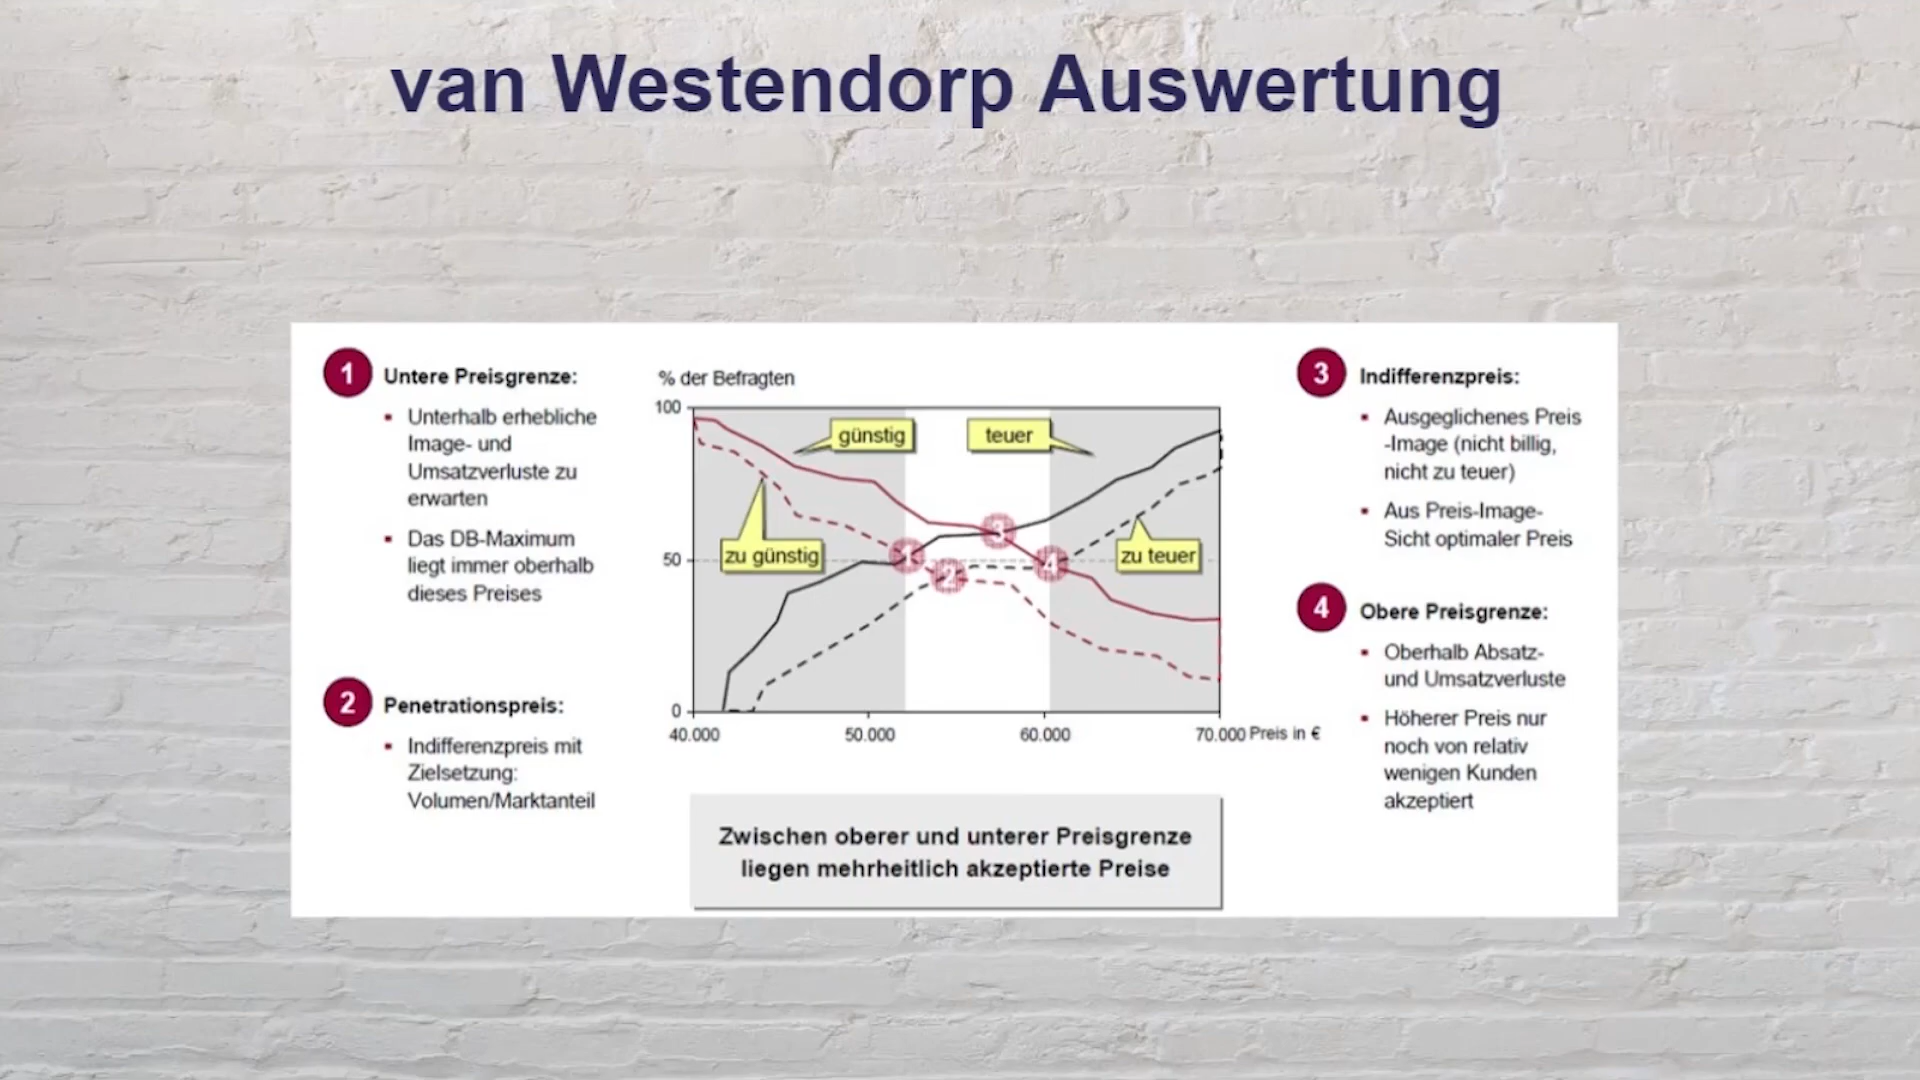 van Westendorp Auswertung
1
Untere Preisgrenze:
Unterhalb erhebliche
Image- und
Umsatzverluste zu
erwarten
Das DB-Maximum
liegt immer oberhalb
dieses Preises
2
Penetrationspreis:
Indifferenzpreis mit
Zielsetzung:
Volumen/Marktanteil
% der Befragten
100
50
0
günstig
teuer
zu günstig
zu teuer
1
2
3
4
40.000
50.000
60.000
70.000
Preis in €
Zwischen oberer und unterer Preisgrenze
liegen mehrheitlich akzeptierte Preise
3
Indifferenzpreis:
Ausgeglichenes Preis
-Image (nicht billig,
nicht zu teuer)
Aus Preis-Image-
Sicht optimaler Preis
4
Obere Preisgrenze:
Oberhalb Absatz-
und Umsatzverluste
Höherer Preis nur
noch von relativ
wenigen Kunden
akzeptiert